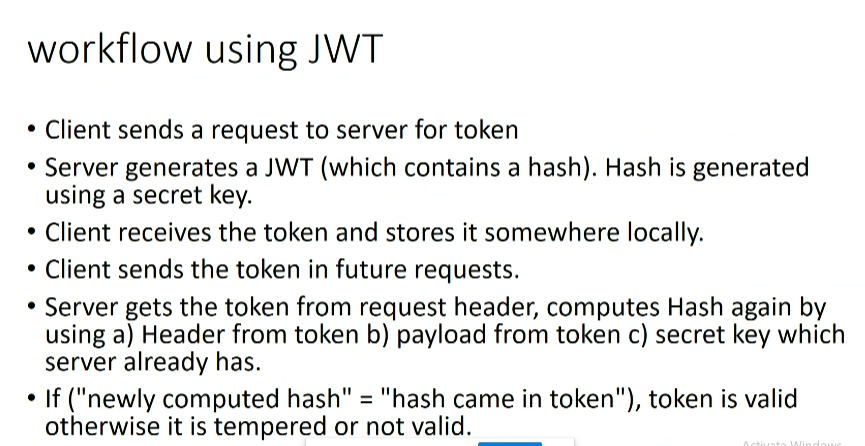 workflow using JWT
• Client sends a request to server for token
• Server generates a JWT (which contains a hash). Hash is generated
using a secret key.
• Client receives the token and stores it somewhere locally.
• Client sends the token in future requests.
• Server gets the token from request header, computes Hash again by
using a) Header from token b) payload from token c) secret key which
server already has.
• If ("newly computed hash" = "hash came in token"), token is valid
otherwise it is tempered or not valid.
Activate Windows